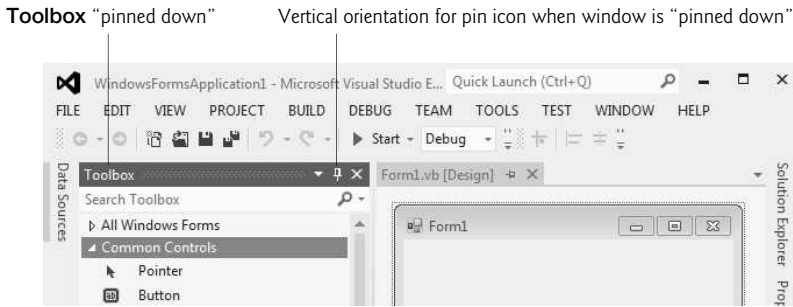 Toolbox “pinned down”
Vertical orientation for pin icon when window is “pinned down”
WindowsFormsApplication1 - Microsoft Visual Studio E...
Quick Launch (Ctrl+Q)
FILE EDIT VIEW PROJECT BUILD DEBUG TEAM TOOLS TEST WINDOW HELP
Start Debug
Data Sources
Toolbox
Form1.vb [Design]
Solution Explorer
Search Toolbox
All Windows Forms
Form1
Common Controls
Pointer
ab Button
Prop